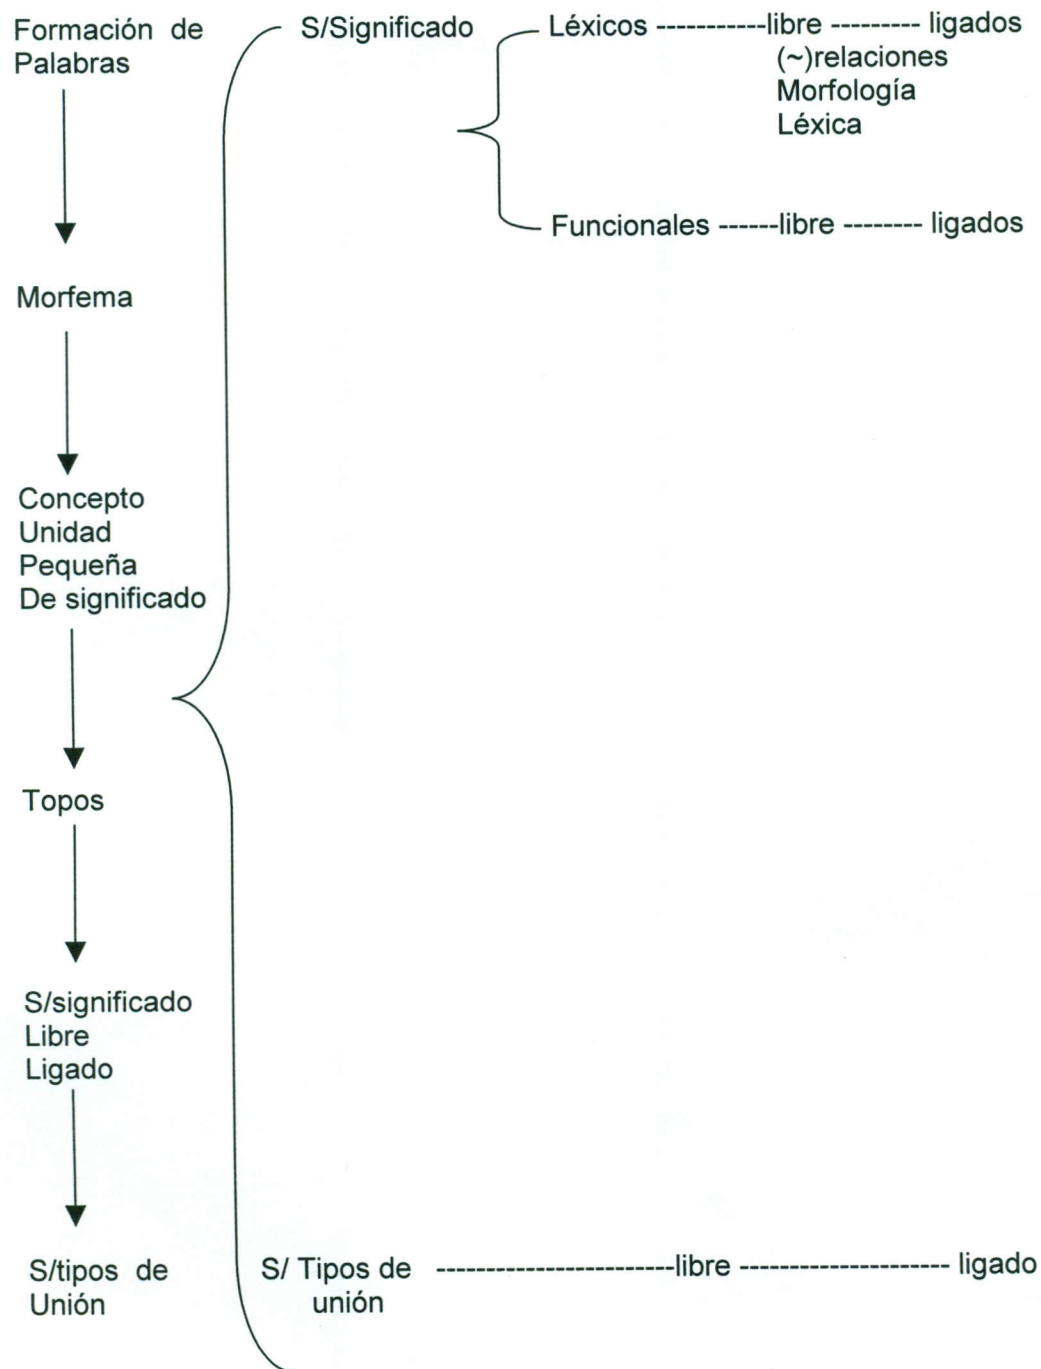 Formación de
Palabras
Morfema
Concepto
Unidad
Pequeña
De significado
Topos
S/significado
Libre
Ligado
S/tipos de
Unión
S/Significado
Léxicos -----------libre --------- ligados
(~)relaciones
Morfología
Léxica
Funcionales ------libre -------- ligados
S/ Tipos de -------------------------libre ---------------------- ligado
unión